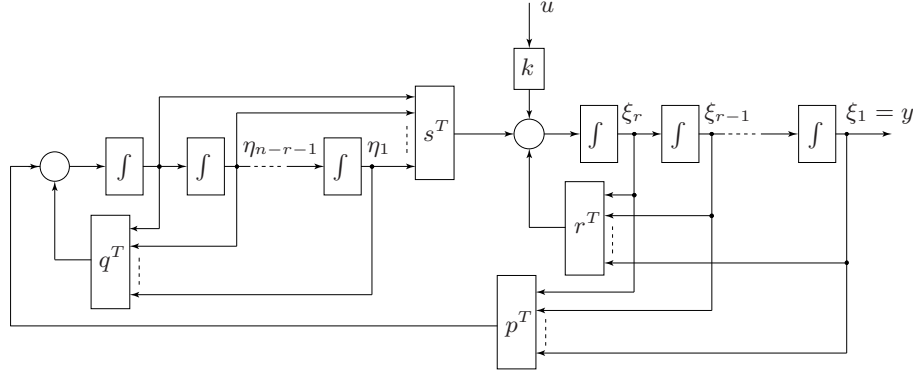 u
k
∫ ξ_r ∫ ξ_{r−1} ∫ ξ_1 = y
s^T
∫ ∫ η_{n−r−1} ∫ η_1
r^T
q^T
p^T